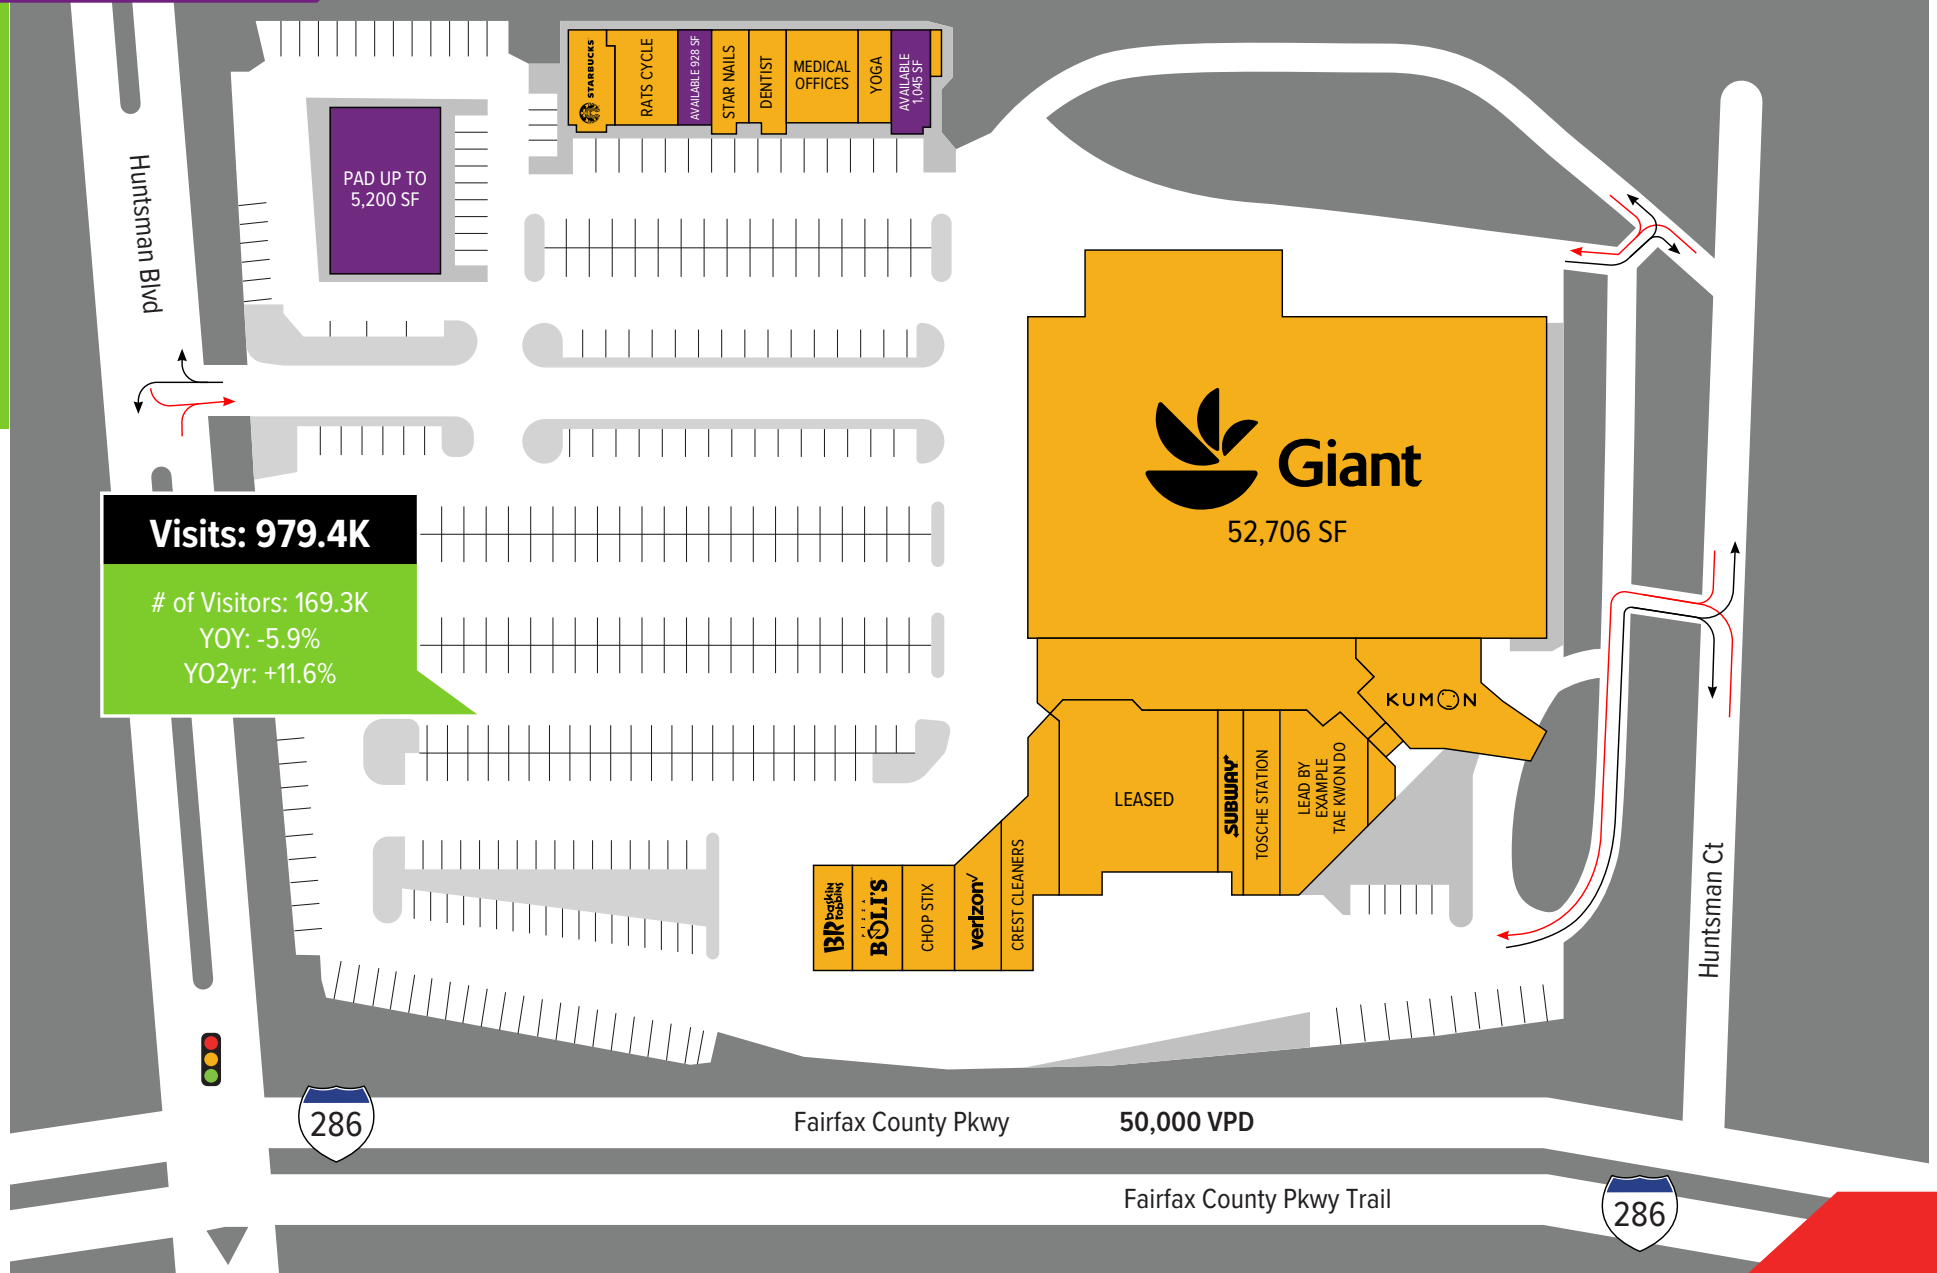 STARBUCKS
RATS CYCLE
AVAILABLE 928 SF
STAR NAILS
DENTIST
MEDICAL
OFFICES
YOGA
AVAILABLE
1,045 SF
PAD UP TO
5,200 SF
Huntsman Blvd
Giant
52,706 SF
Visits: 979.4K
# of Visitors: 169.3K
YOY: -5.9%
YO2yr: +11.6%
KUMON
LEASED
SUBWAY
TOSCHE STATION
LEAD BY
EXAMPLE
TAE KWON DO
BR baskin
robbins
PIZZA
BOLI'S
CHOP STIX
verizon
CREST CLEANERS
Huntsman Ct
286
Fairfax County Pkwy 50,000 VPD
Fairfax County Pkwy Trail
286